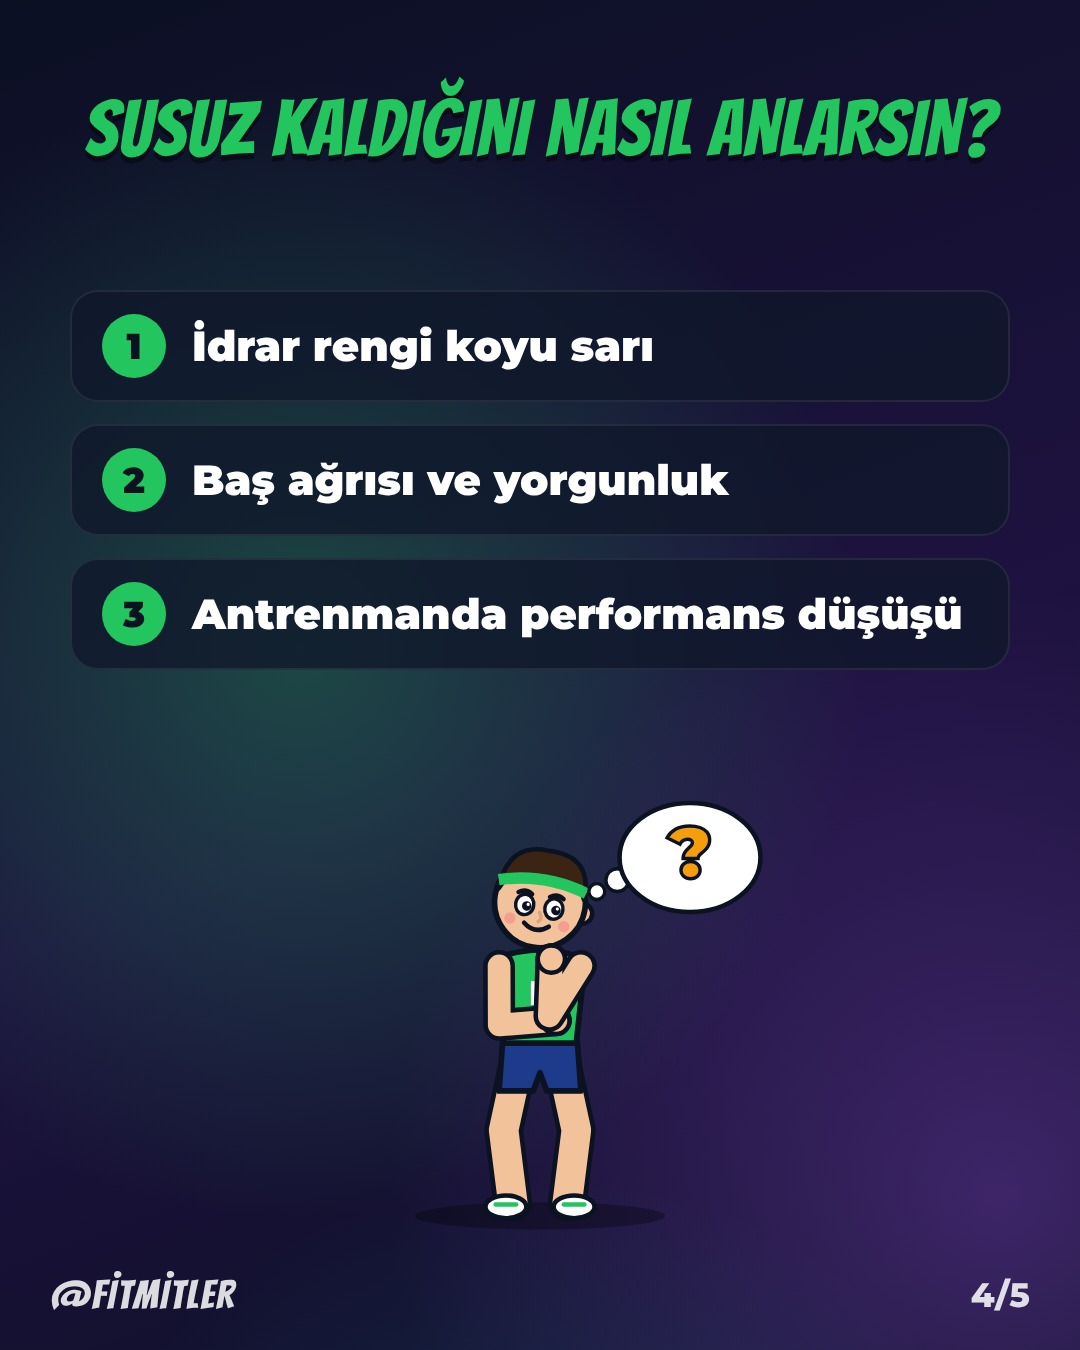 SUSUZ KALDIĞINI NASIL ANLARSIN?
1 İdrar rengi koyu sarı
2 Baş ağrısı ve yorgunluk
3 Antrenmanda performans düşüşü
?
@FİTMİTLER
4/5